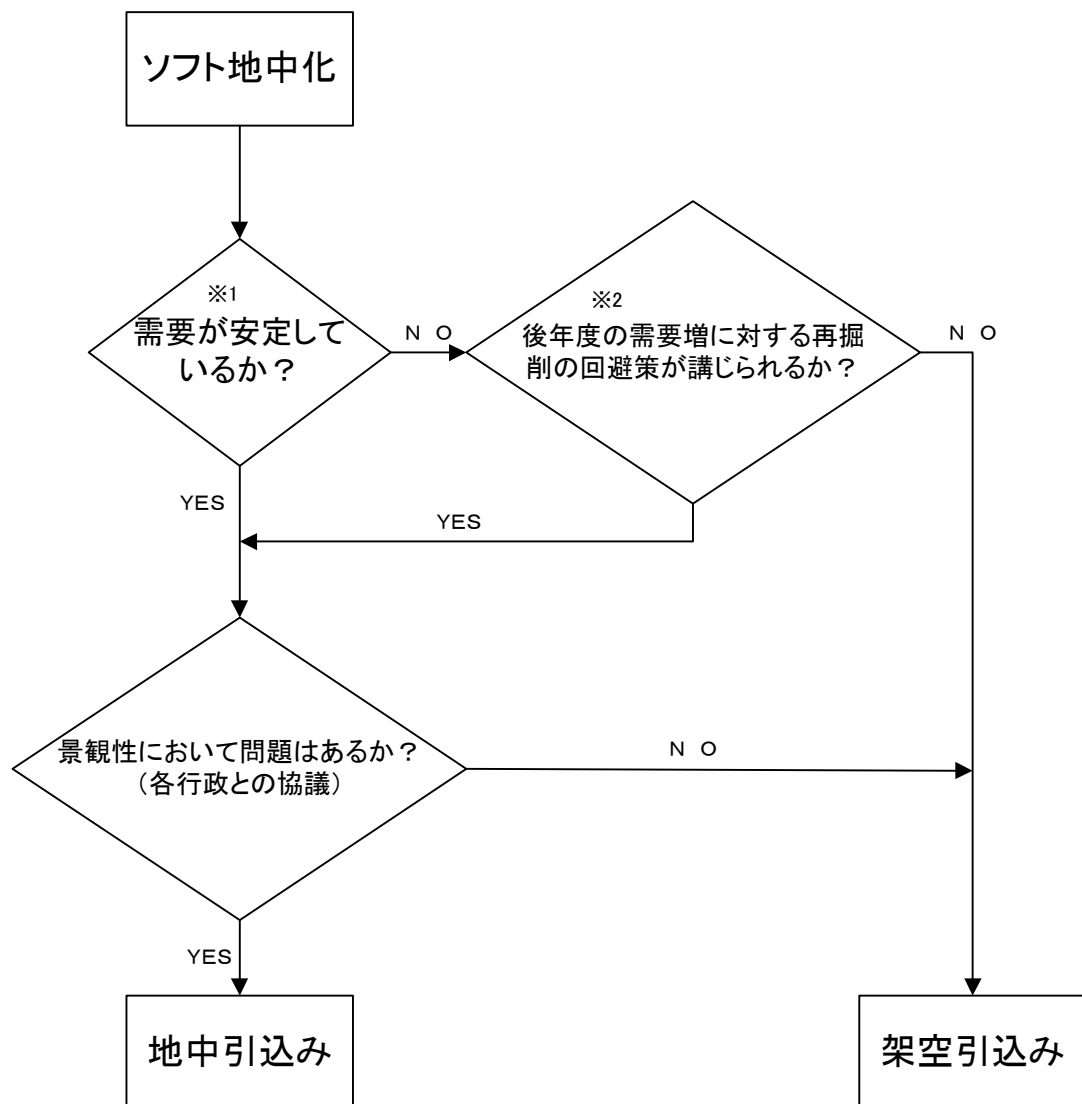 ソフト地中化
※1
需要が安定して
いるか？
ＮＯ
※2
後年度の需要増に対する再掘
削の回避策が講じられるか？
ＮＯ
YES
YES
景観性において問題はあるか？
（各行政との協議）
ＮＯ
YES
地中引込み
架空引込み